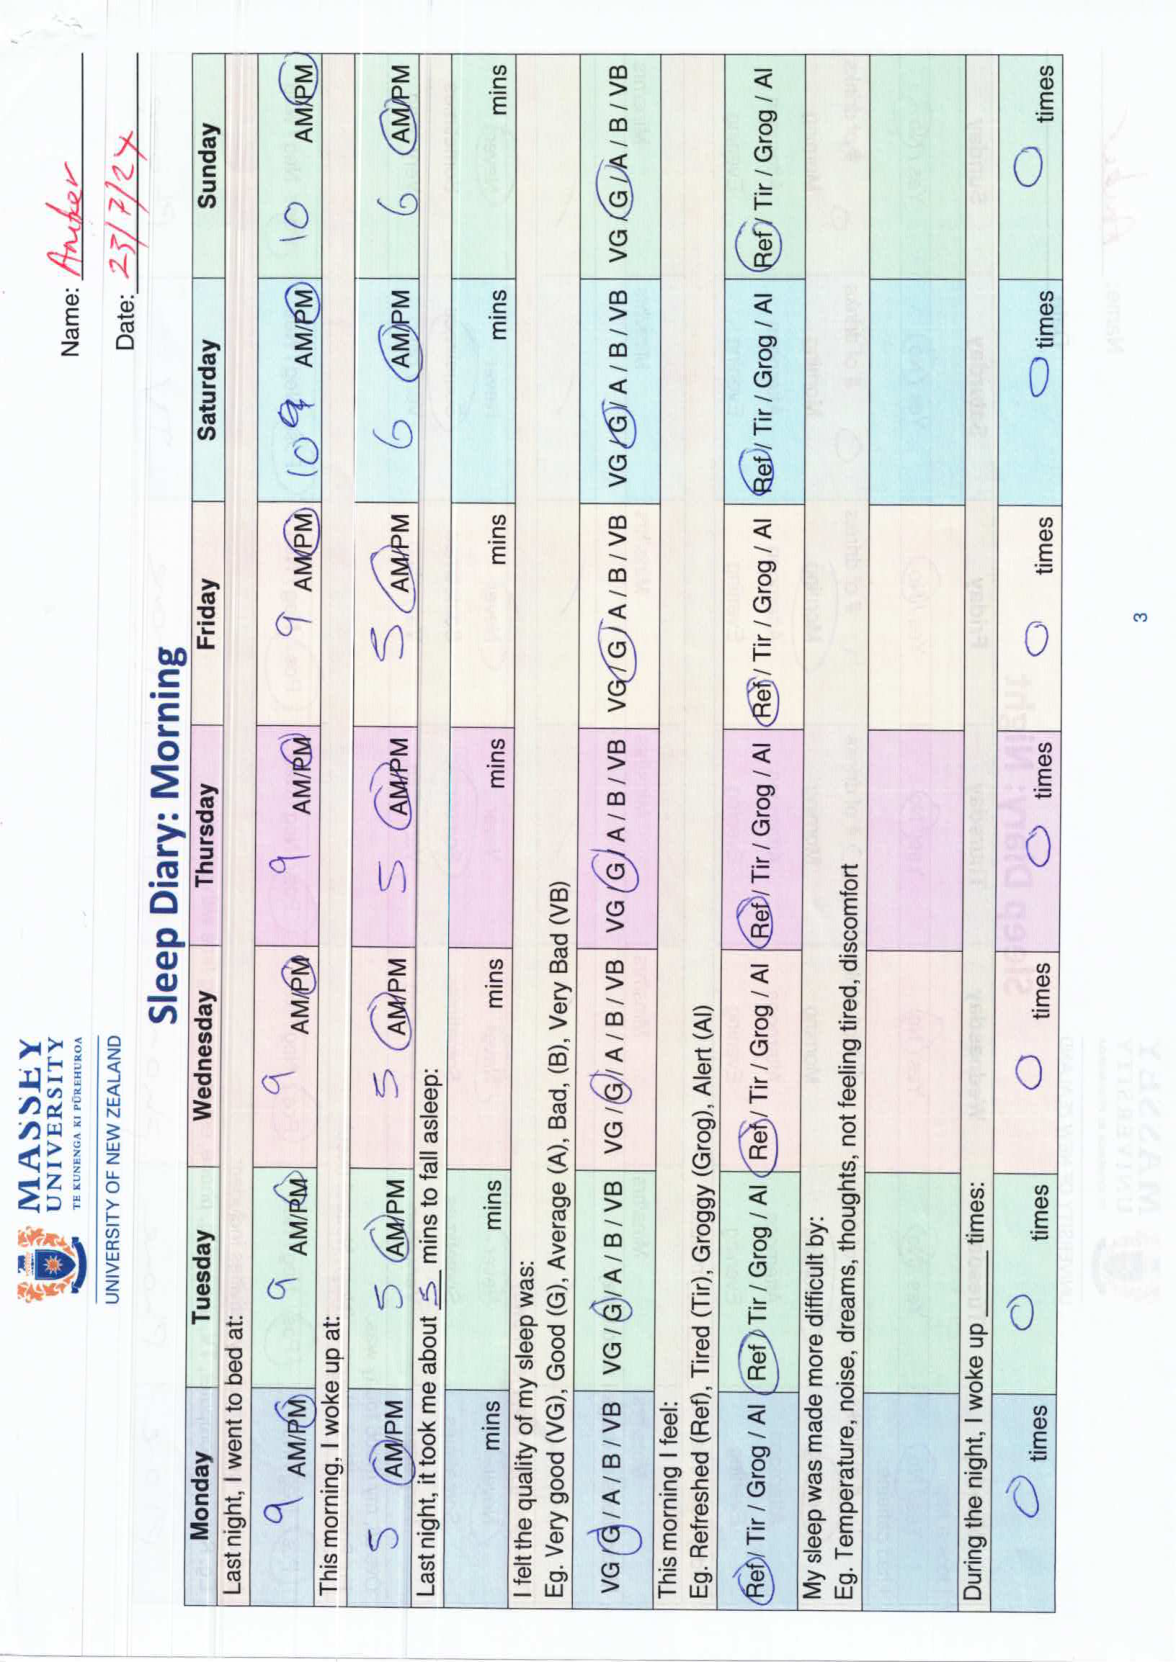 MASSEY
UNIVERSITY
TE KUNENGA KI PŪREHUROA
UNIVERSITY OF NEW ZEALAND
Name:
Date: 23/7/24
Sleep Diary: Morning
Monday Tuesday Wednesday Thursday Friday Saturday Sunday
Last night, I went to bed at:
9 AM/PM 9 AM/PM 9 AM/PM 9 AM/PM 9 AM/PM 10 9 AM/PM 10 AM/PM
This morning, I woke up at:
5 AM/PM 5 AM/PM 5 AM/PM 5 AM/PM 5 AM/PM 6 AM/PM 6 AM/PM
Last night, it took me about 5 mins to fall asleep:
mins mins mins mins mins mins mins
I felt the quality of my sleep was:
Eg. Very good (VG), Good (G), Average (A), Bad, (B), Very Bad (VB)
VG / G / A / B / VB VG / G / A / B / VB VG / G / A / B / VB VG / G / A / B / VB VG / G / A / B / VB VG / G / A / B / VB VG / G / A / B / VB
This morning I feel:
Eg. Refreshed (Ref), Tired (Tir), Groggy (Grog), Alert (Al)
Ref / Tir / Grog / Al Ref / Tir / Grog / Al Ref / Tir / Grog / Al Ref / Tir / Grog / Al Ref / Tir / Grog / Al Ref / Tir / Grog / Al Ref / Tir / Grog / Al
My sleep was made more difficult by:
Eg. Temperature, noise, dreams, thoughts, not feeling tired, discomfort
During the night, I woke up ____ times:
0 times 0 times 0 times 0 times 0 times 0 times 0 times
3